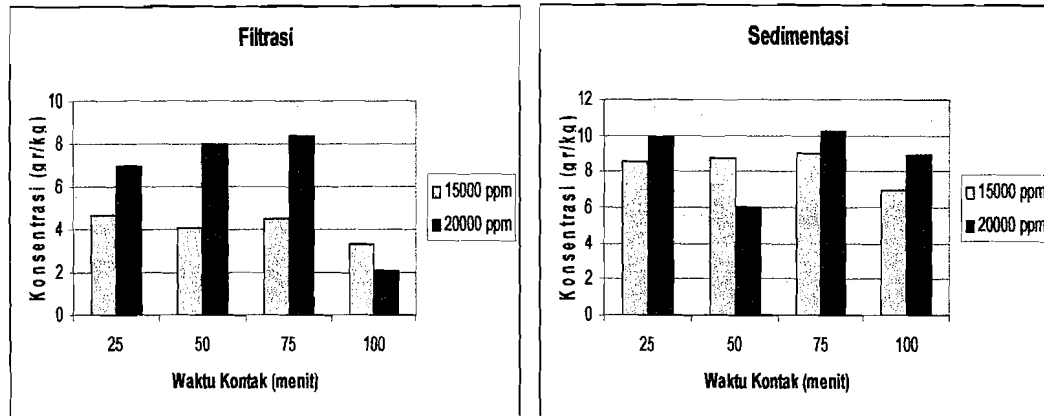 Filtrasi
Konsentrasi (gr/kg)
10
8
6
4
2
0
25 50 75 100
Waktu Kontak (menit)
15000 ppm
20000 ppm
Sedimentasi
Konsentrasi (gr/kg)
12
10
8
6
4
2
0
25 50 75 100
Waktu Kontak (menit)
15000 ppm
20000 ppm